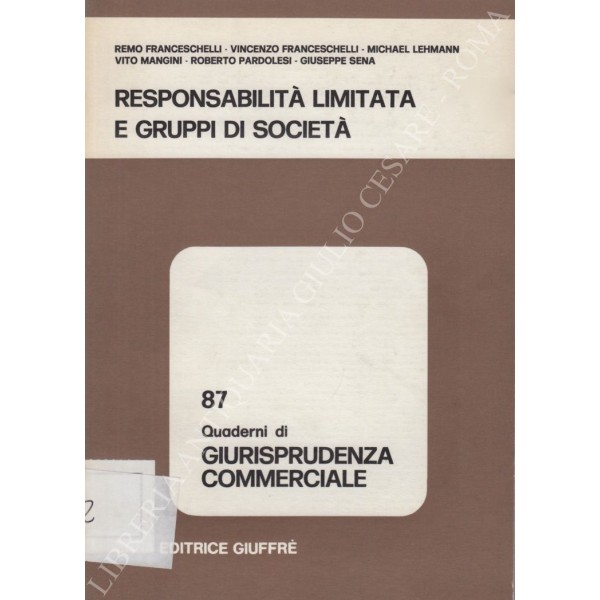 REMO FRANCESCHELLI · VINCENZO FRANCESCHELLI · MICHAEL LEHMANN
VITO MANGINI · ROBERTO PARDOLESI · GIUSEPPE SENA
RESPONSABILITÀ LIMITATA
E GRUPPI DI SOCIETÀ
87
Quaderni di
GIURISPRUDENZA
COMMERCIALE
EDITRICE GIUFFRÈ
LIBRERIA ANTIQUARIA GIULIO CESARE - ROMA